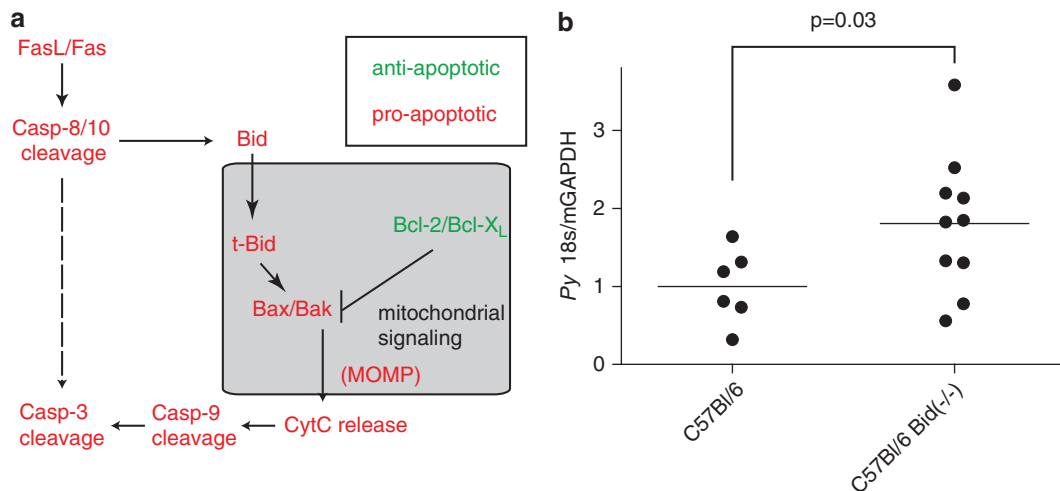 a
FasL/Fas
anti-apoptotic
pro-apoptotic
Casp-8/10
cleavage
Bid
t-Bid
Bcl-2/Bcl-XL
Bax/Bak
mitochondrial
signaling
(MOMP)
Casp-3
cleavage
Casp-9
cleavage
CytC release
b
p=0.03
Py 18s/mGAPDH
3
2
1
0
C57Bl/6
C57Bl/6 Bid(-/-)